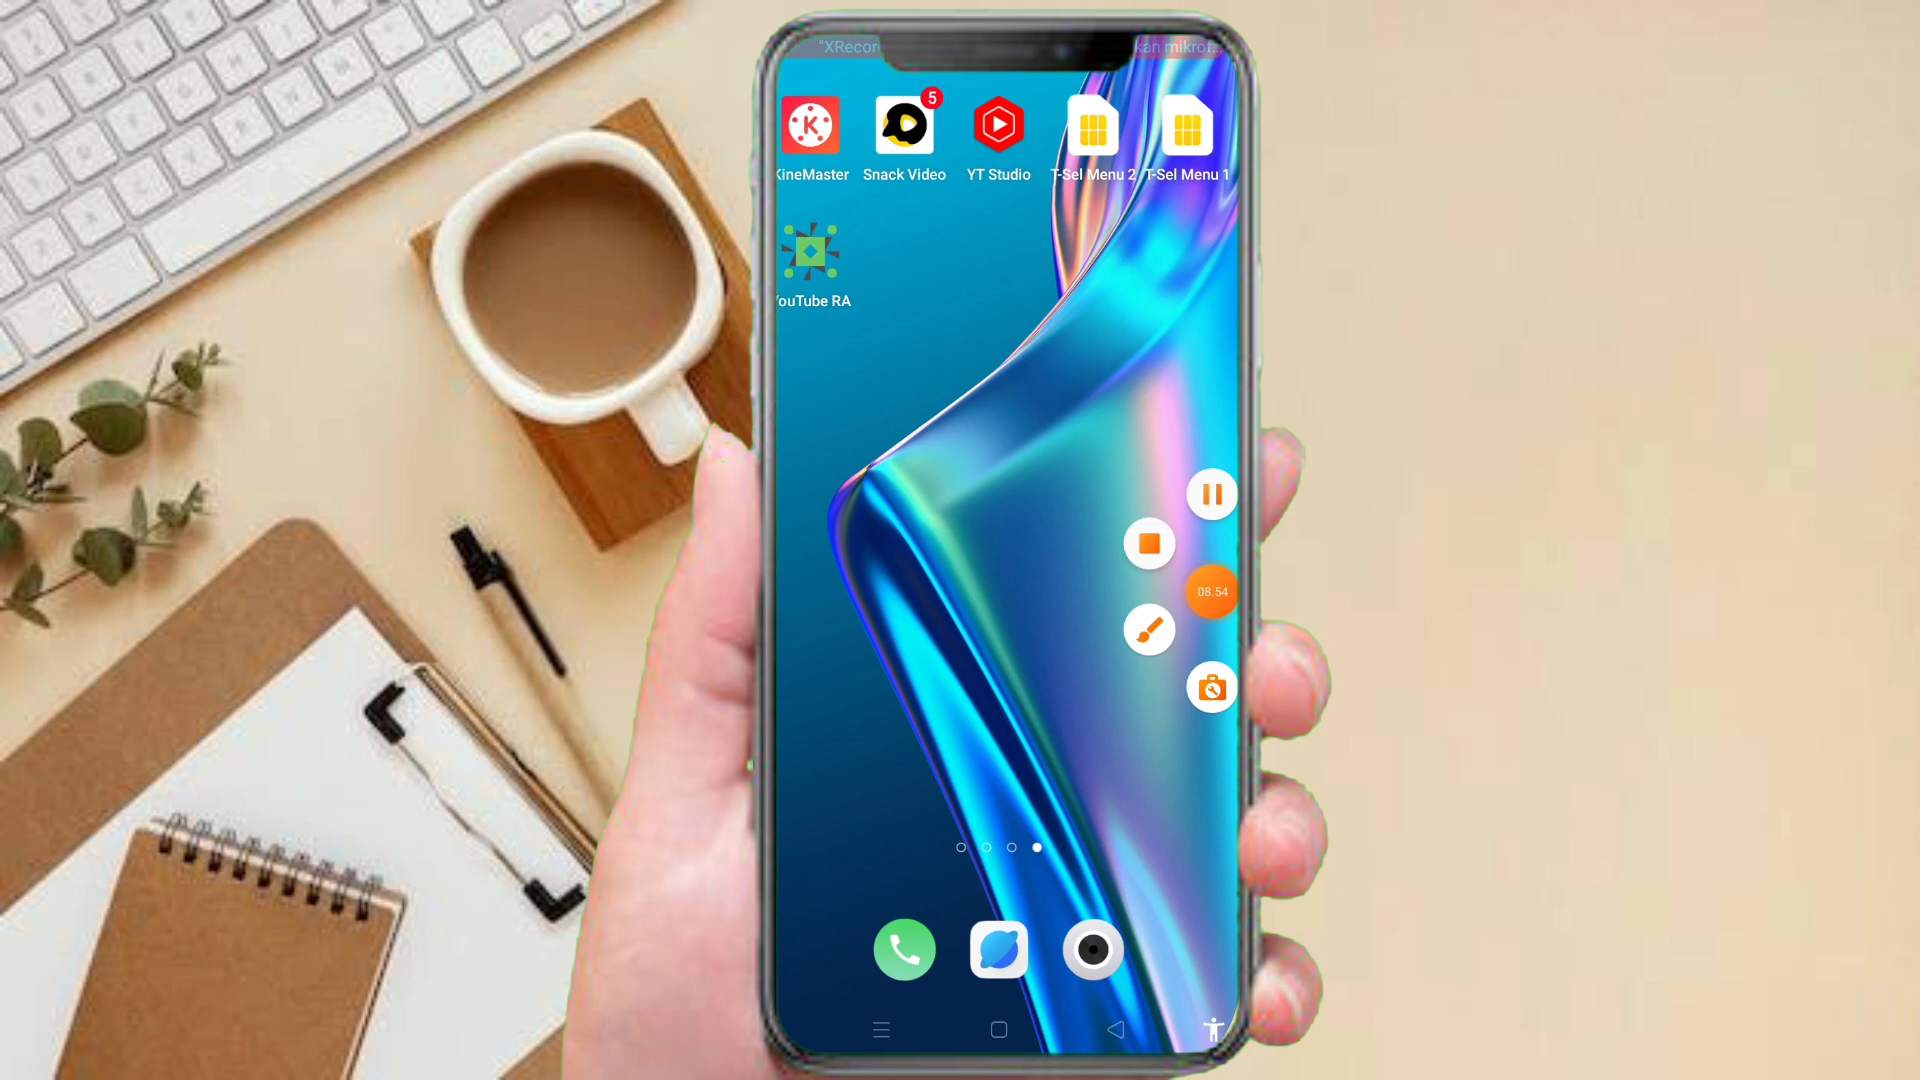 "XRecor
kan mikrof...
5
KineMaster Snack Video YT Studio T-Sel Menu 2 T-Sel Menu 1
YouTube RA
08.54